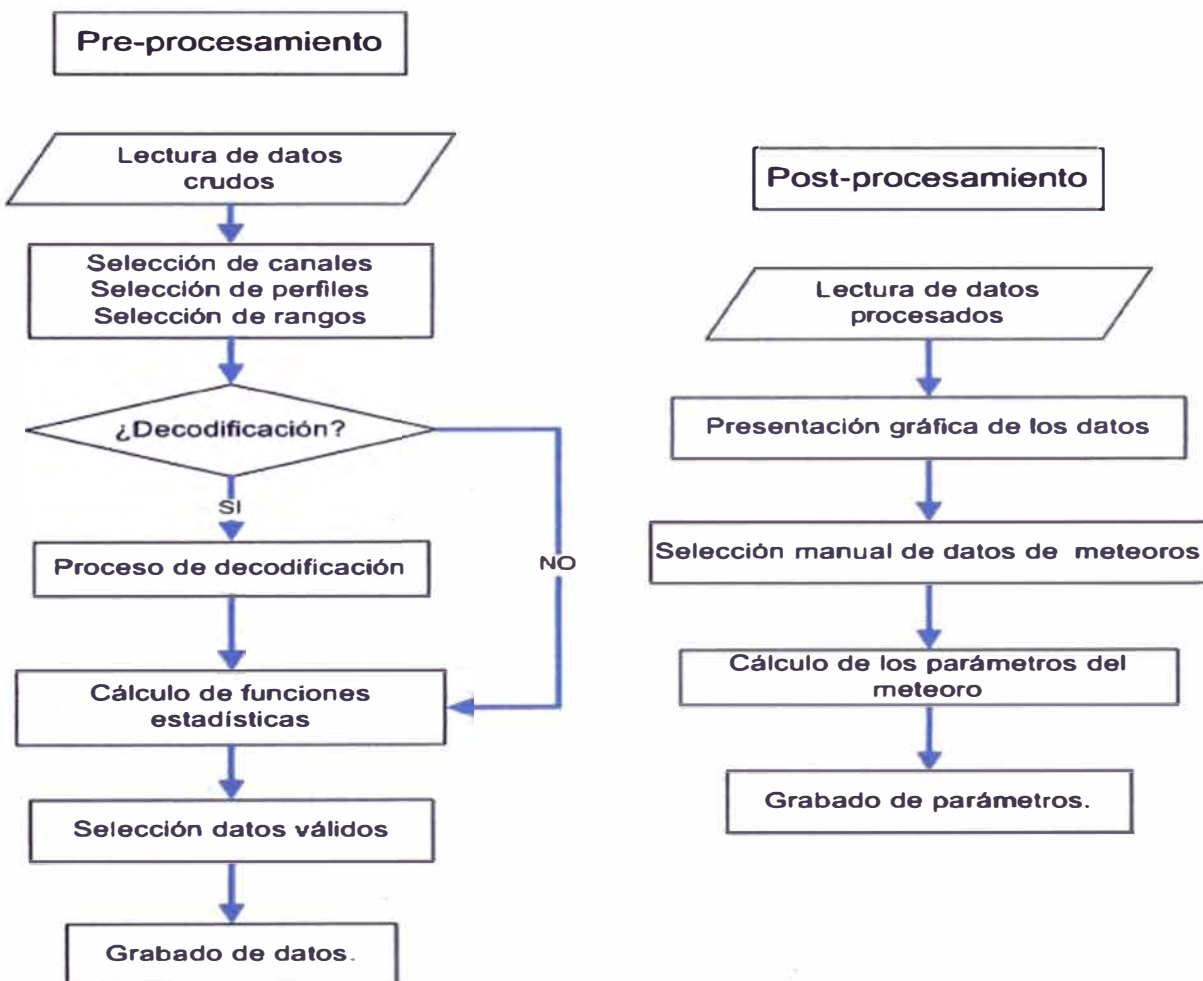 Pre-procesamiento
Lectura de datos
crudos
Selección de canales
Selección de perfiles
Selección de rangos
¿Decodificación?
SI
NO
Proceso de decodificación
Cálculo de funciones
estadísticas
Selección datos válidos
Grabado de datos.
Post-procesamiento
Lectura de datos
procesados
Presentación gráfica de los datos
Selección manual de datos de meteoros
Cálculo de los parámetros del
meteoro
Grabado de parámetros.